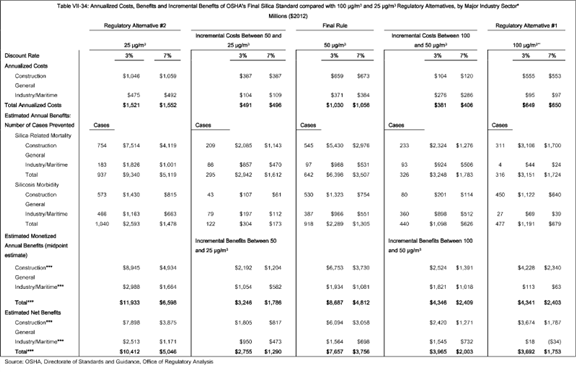 Table VII-34: Annualized Costs, Benefits and Incremental Benefits of OSHA's Final Silica Standard compared with 100 µg/m³ and 25 µg/m³ Regulatory Alternatives, by Major Industry Sector*
Millions ($2012)
Regulatory Alternative #2 Final Rule Regulatory Alternative #1
25 µg/m³ Incremental Costs Between 50 and 25 µg/m³ 50 µg/m³ Incremental Costs Between 100 and 50 µg/m³ 100 µg/m³
Discount Rate 3% 7% 3% 7% 3% 7% 3% 7% 3% 7%
Annualized Costs
Construction $1,046 $1,059 $387 $387 $659 $673 $104 $120 $555 $553
General
Industry/Maritime $475 $492 $104 $109 $371 $384 $276 $286 $95 $97
Total Annualized Costs $1,521 $1,552 $491 $496 $1,030 $1,056 $381 $406 $649 $650
Estimated Annual Benefits:
Number of Cases Prevented Cases Cases Cases Cases Cases
Silica Related Mortality
Construction 754 $7,514 $4,119 209 $2,085 $1,143 545 $5,430 $2,976 233 $2,324 $1,276 311 $3,106 $1,700
General
Industry/Maritime 183 $1,826 $1,001 86 $857 $470 97 $968 $531 93 $924 $506 4 $44 $24
Total 937 $9,340 $5,119 295 $2,942 $1,612 642 $6,398 $3,507 326 $3,248 $1,783 316 $3,151 $1,724
Silicosis Morbidity
Construction 573 $1,430 $815 43 $107 $61 530 $1,323 $754 80 $201 $114 450 $1,122 $640
General
Industry/Maritime 466 $1,163 $663 79 $197 $112 387 $966 $551 360 $898 $512 27 $69 $39
Total 1,040 $2,593 $1,478 122 $304 $173 918 $2,289 $1,305 440 $1,098 $626 477 $1,191 $679
Estimated Monetized
Annual Benefits (midpoint Incremental Benefits Between 50 Incremental Benefits Between 100
estimate) and 25 µg/m³ and 50 µg/m³
Construction*** $8,945 $4,934 $2,192 $1,204 $6,753 $3,730 $2,524 $1,391 $4,228 $2,340
General
Industry/Maritime*** $2,988 $1,664 $1,054 $582 $1,934 $1,081 $1,821 $1,018 $113 $63
Total*** $11,933 $6,598 $3,246 $1,786 $8,687 $4,812 $4,346 $2,409 $4,341 $2,403
Estimated Net Benefits
Construction*** $7,898 $3,875 $1,805 $817 $6,094 $3,058 $2,420 $1,271 $3,674 $1,787
General
Industry/Maritime*** $2,513 $1,171 $950 $473 $1,564 $698 $1,545 $732 $18 ($34)
Total*** $10,412 $5,046 $2,755 $1,290 $7,657 $3,756 $3,965 $2,003 $3,692 $1,753
Source: OSHA, Directorate of Standards and Guidance, Office of Regulatory Analysis